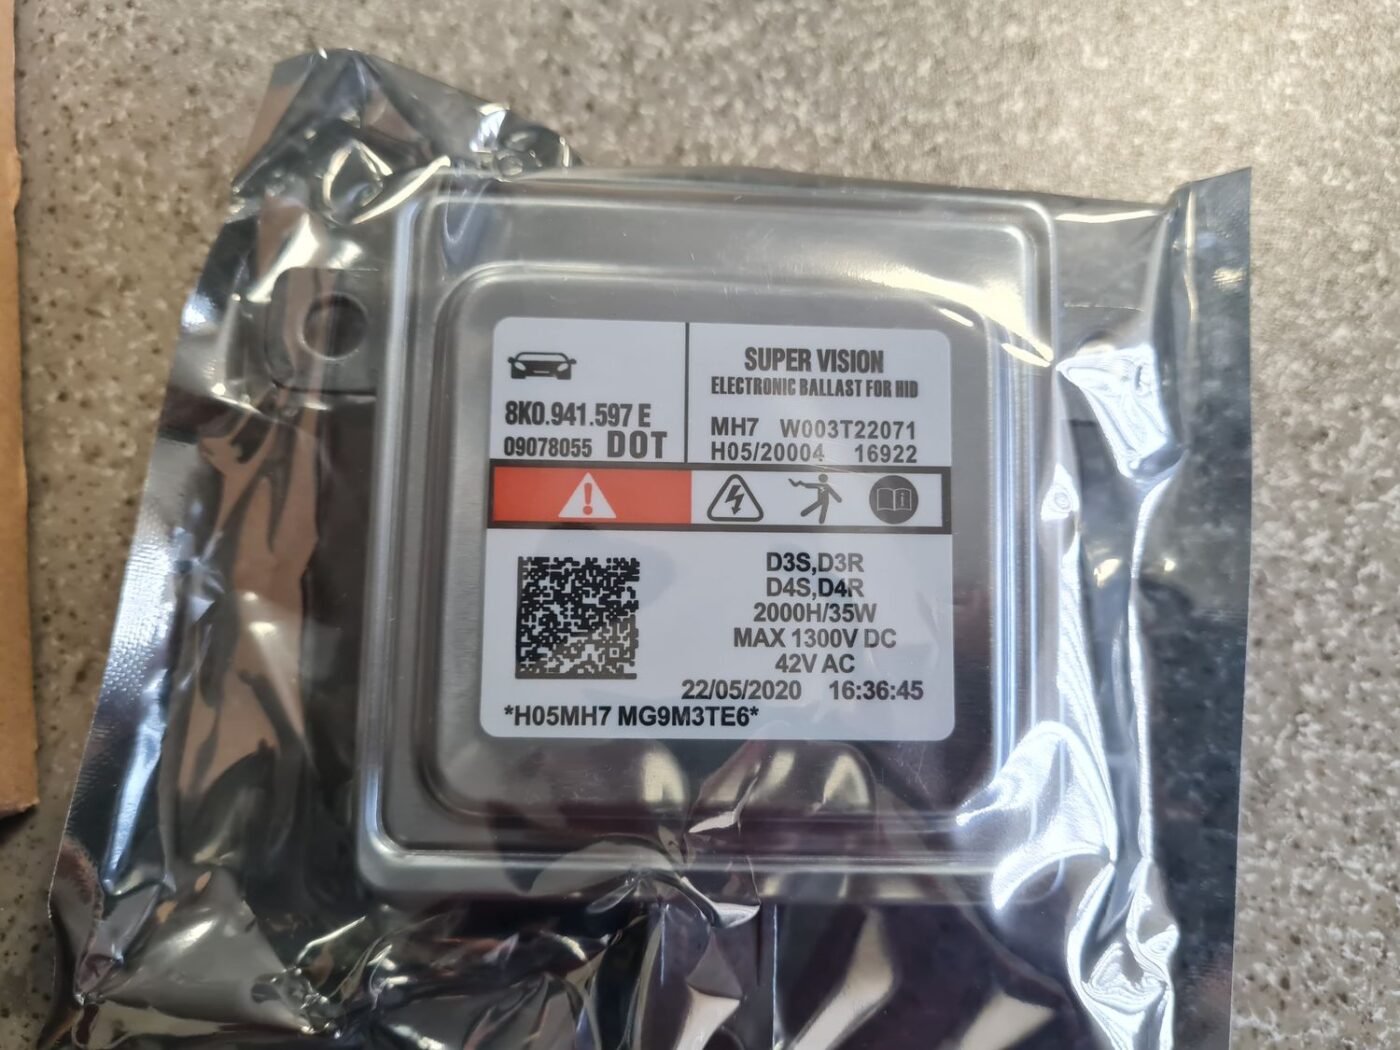 8K0.941.597 E
09078055 DOT
SUPER VISION
ELECTRONIC BALLAST FOR HID
MH7 W003T22071
H05/20004 16922
D3S,D3R
D4S,D4R
2000H/35W
MAX 1300V DC
42V AC
22/05/2020 16:36:45
*H05MH7 MG9M3TE6*